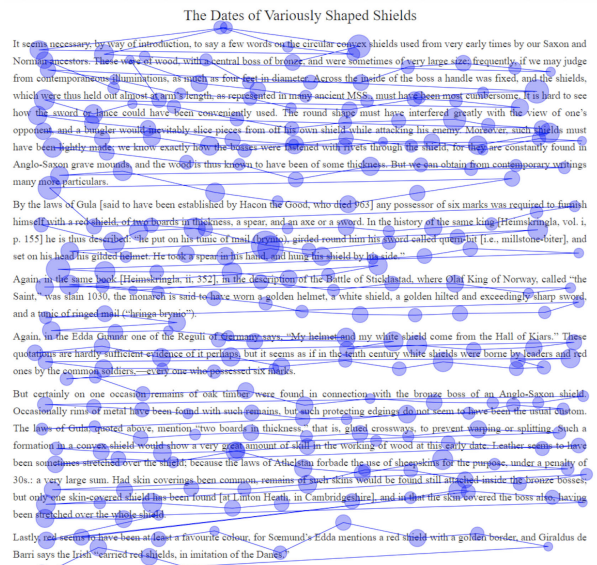 The Dates of Variously Shaped Shields
It seems necessary, by way of introduction, to say a few words on the circular convex shields used from very early times by our Saxon and
Norman ancestors. These were of wood, with a central boss of bronze, and were sometimes of very large size; frequently, if we may judge
from contemporaneous illuminations, as much as four feet in diameter. Across the inside of the boss a handle was fixed, and the shields,
which were thus held out almost at arm's length, as represented in many ancient MSS., must have been most cumbersome. It is hard to see
how the sword or lance could have been conveniently used. The round shape must have interfered greatly with the view of one's
opponent, and a bungler would inevitably slice pieces from off his own shield while attacking his enemy. Moreover, such shields must
have been lightly made; we know exactly how the bosses were fastened with rivets through the shield, for they are constantly found in
Anglo-Saxon grave mounds, and the wood is thus known to have been of some thickness. But we can obtain from contemporary writings
many more particulars.
By the laws of Gula [said to have been established by Hacon the Good, who died 963] any possessor of six marks was required to furnish
himself with a red shield, of two boards in thickness, a spear, and an axe or a sword. In the history of the same king [Heimskringla, vol. i,
p. 155] he is thus described: "he put on his tunic of mail (brynio), girded round him his sword called quern-bit [i.e., millstone-biter], and
set on his head his gilded helmet. He took a spear in his hand, and hung his shield by his side."
Again, in the same book [Heimskringla, ii, 352], in the description of the Battle of Sticklastad, where Olaf King of Norway, called "the
Saint," was slain 1030, the monarch is said to have worn a golden helmet, a white shield, a golden hilted and exceedingly sharp sword,
and a tunic of ringed mail ("hringa brynio").
Again, in the Edda Gunnar one of the Reguli of Germany says, "My helmet and my white shield come from the Hall of Kiars." These
quotations are hardly sufficient evidence of it perhaps, but it seems as if in the tenth century white shields were borne by leaders and red
ones by the common soldiers,—every one who possessed six marks.
But certainly on one occasion remains of oak timber were found in connection with the bronze boss of an Anglo-Saxon shield.
Occasionally rims of metal have been found with such remains, but such protecting edgings do not seem to have been the usual custom.
The laws of Gula, quoted above, mention "two boards in thickness," that is, glued crossways, to prevent warping or splitting. Such a
formation in a convex shield would show a very great amount of skill in the working of wood at this early date. Leather seems to have
been sometimes stretched over the shield, because the laws of Athelstan forbade the use of sheepskins for the purpose, under a penalty of
30s.: a very large sum. Had skin coverings been common, remains of such skins would be found still attached inside the bronze bosses;
but only one skin-covered shield has been found [at Linton Heath, in Cambridgeshire], and in that the skin covered the boss also, having
been stretched over the whole shield.
Lastly, red seems to have been at least a favourite colour, for Sœmund's Edda mentions a red shield with a golden border, and Giraldus de
Barri says the Irish "carried red shields, in imitation of the Danes."